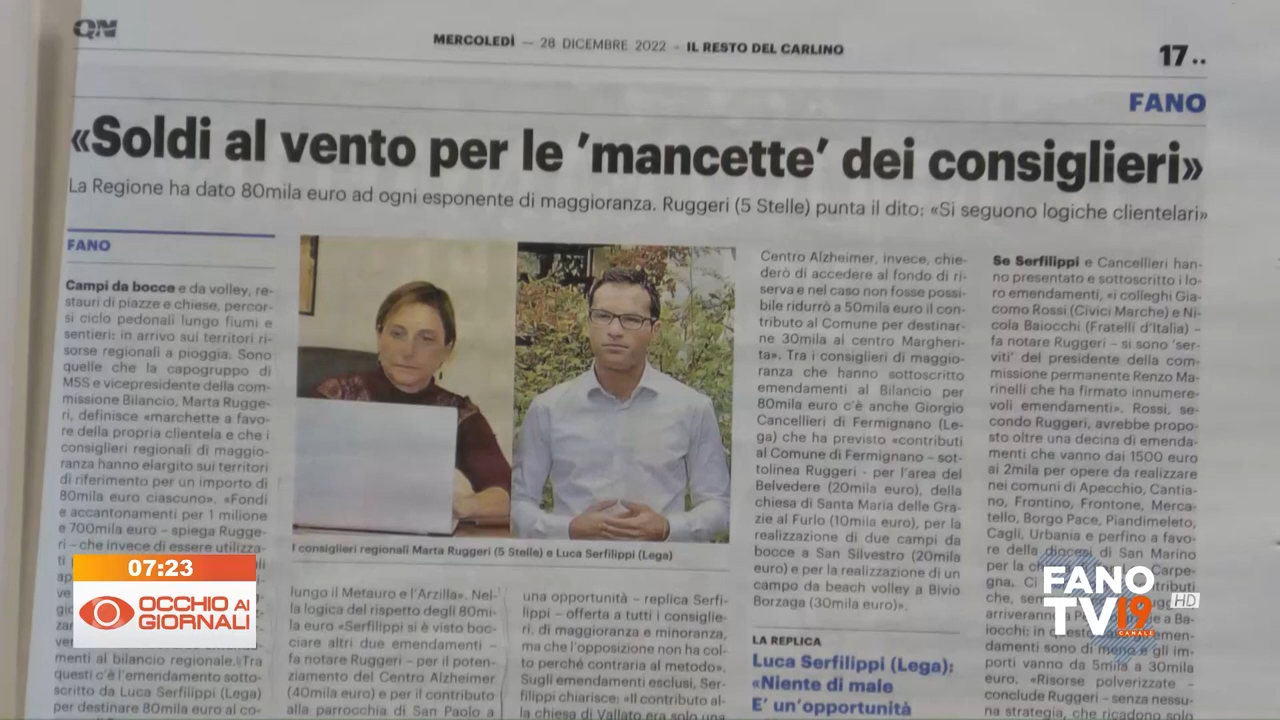 QN
MERCOLEDÌ — 28 DICEMBRE 2022 – IL RESTO DEL CARLINO
17 ••
FANO
«Soldi al vento per le 'mancette' dei consiglieri»
La Regione ha dato 80mila euro ad ogni esponente di maggioranza. Ruggeri (5 Stelle) punta il dito: «Si seguono logiche clientelari»
FANO
Campi da bocce e da volley, re-
stauri di piazze e chiese, percor-
si ciclo pedonali lungo fiumi e
sentieri: in arrivo sui territori ri-
sorse regionali a pioggia. Sono
quelle che la capogruppo di
M5S e vicepresidente della com-
missione Bilancio, Marta Rugge-
ri, definisce «marchette a favo-
re della propria clientela e che i
consiglieri regionali di maggio-
ranza hanno elargito sui territori
di riferimento per un importo di
80mila euro ciascuno». «Fondi
e accantonamenti per 1 milione
e 700mila euro – spiega Rugge-
ri – che invece di essere utilizza-
menti al bilancio regionale. «Tra
questi c'è l'emendamento sotto-
scritto da Luca Serfilippi (Lega)
per destinare 80mila euro al co-
I consiglieri regionali Marta Ruggeri (5 Stelle) e Luca Serfilippi (Lega)
lungo il Metauro e l'Arzilla». Nel-
la logica del rispetto degli 80mi-
la euro «Serfilippi si è visto boc-
ciare altri due emendamenti –
fa notare Ruggeri – per il poten-
ziamento del Centro Alzheimer
(40mila euro) e per il contributo
alla parrocchia di San Paolo a
una opportunità – replica Serfi-
lippi – offerta a tutti i consiglie-
ri, di maggioranza e minoranza,
ma che l'opposizione non ha col-
to perché contraria al metodo».
Sugli emendamenti esclusi, Ser-
filippi chiarisce: «Il contributo al-
la chiesa di Vallato era solo una
Centro Alzheimer, invece, chie-
derò di accedere al fondo di ri-
serva e nel caso non fosse possi-
bile ridurrò a 50mila euro il con-
tributo al Comune per destinar-
ne 30mila al centro Margheri-
ta». Tra i consiglieri di maggio-
ranza che hanno sottoscritto
emendamenti al Bilancio per
80mila euro c'è anche Giorgio
Cancellieri di Fermignano (Le-
ga) che ha previsto «contributi
al Comune di Fermignano – sot-
tolinea Ruggeri - per l'area del
Belvedere (20mila euro), della
chiesa di Santa Maria delle Gra-
zie al Furlo (10mila euro), per la
realizzazione di due campi da
bocce a San Silvestro (20mila
euro) e per la realizzazione di un
campo da beach volley a Bivio
Borzaga (30mila euro)».
LA REPLICA
Luca Serfilippi (Lega):
«Niente di male
E' un'opportunità
Se Serfilippi e Cancellieri han-
no presentato e sottoscritto i lo-
ro emendamenti, «i colleghi Gia-
como Rossi (Civici Marche) e Ni-
cola Baiocchi (Fratelli d'Italia) –
fa notare Ruggeri – si sono 'ser-
viti' del presidente della com-
missione permanente Renzo Ma-
rinelli che ha firmato innumere-
voli emendamenti». Rossi, se-
condo Ruggeri, avrebbe propo-
sto oltre una decina di emenda-
menti che vanno dai 1500 euro
ai 2mila per opere da realizzare
nei comuni di Apecchio, Cantia-
no, Frontino, Frontone, Merca-
tello, Borgo Pace, Piandimeleto,
Cagli, Urbania e perfino a favo-
re della diocesi di San Marino
per la
Carpe-
gna. Ci
che,
arriveranno
a Ba-
iocchi: in
emen-
damenti sono di
gli im-
porti vanno da 5mila a 30mila
euro. «Risorse polverizzate –
conclude Ruggeri – senza nessu-
na strategia, che ricadono solo
07:23
OCCHIO AI
GIORNALI
FANO
TV19 HD
CANALE